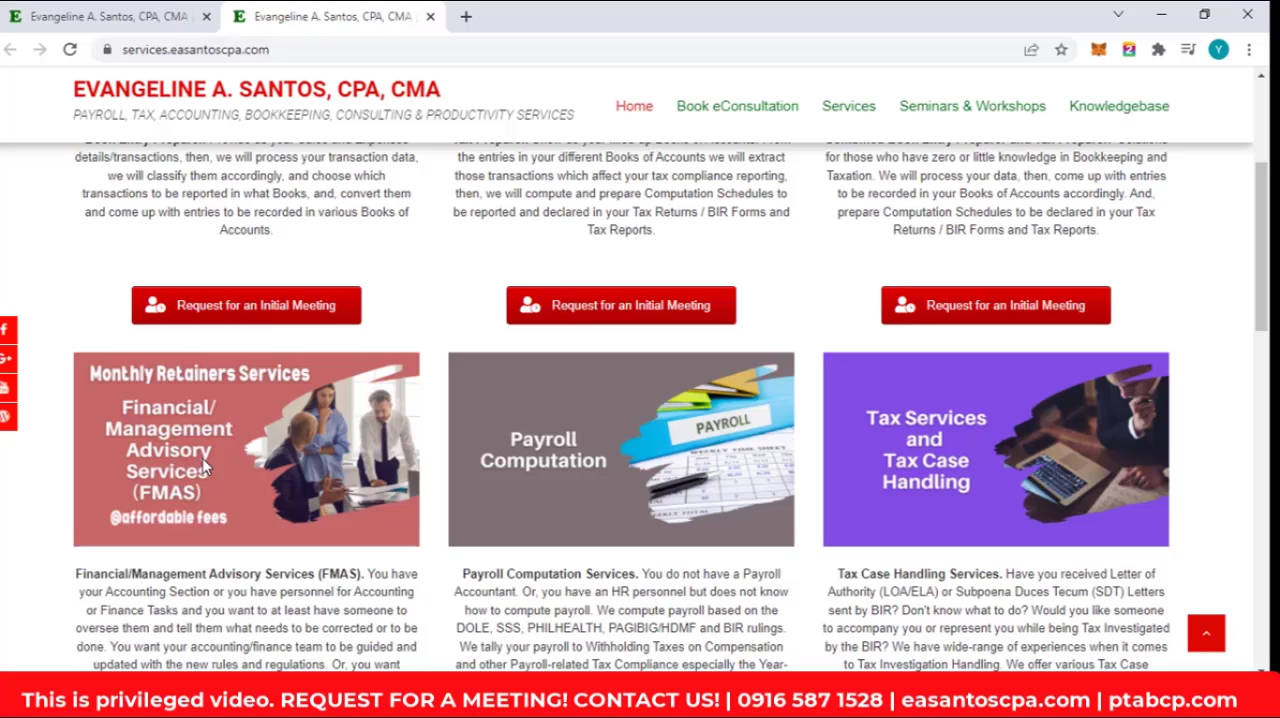 Evangeline A. Santos, CPA, CMA
Evangeline A. Santos, CPA, CMA
services.easantoscpa.com
Y
EVANGELINE A. SANTOS, CPA, CMA
PAYROLL, TAX, ACCOUNTING, BOOKKEEPING, CONSULTING & PRODUCTIVITY SERVICES
Home
Book eConsultation
Services
Seminars & Workshops
Knowledgebase
details/transactions, then, we will process your transaction data,
we will classify them accordingly, and choose which
transactions to be reported in what Books, and, convert them
and come up with entries to be recorded in various Books of
Accounts.
the entries in your different Books of Accounts we will extract
those transactions which affect your tax compliance reporting,
then, we will compute and prepare Computation Schedules to
be reported and declared in your Tax Returns / BIR Forms and
Tax Reports.
for those who have zero or little knowledge in Bookkeeping and
Taxation. We will process your data, then, come up with entries
to be recorded in your Books of Accounts accordingly. And,
prepare Computation Schedules to be declared in your Tax
Returns / BIR Forms and Tax Reports.
Request for an Initial Meeting
Request for an Initial Meeting
Request for an Initial Meeting
Monthly Retainers Services
Financial/
Management
Advisory
Services
(FMAS)
@affordable fees
Payroll
Computation
PAYROLL
WEEKLY TIME SHEET
Tax Services
and
Tax Case
Handling
Financial/Management Advisory Services (FMAS). You have
your Accounting Section or you have personnel for Accounting
or Finance Tasks and you want to at least have someone to
oversee them and tell them what needs to be corrected or to be
done. You want your accounting/finance team to be guided and
updated with the new rules and regulations. Or, you want
Payroll Computation Services. You do not have a Payroll
Accountant. Or, you have an HR personnel but does not know
how to compute payroll. We compute payroll based on the
DOLE, SSS, PHILHEALTH, PAGIBIG/HDMF and BIR rulings.
We tally your payroll to Withholding Taxes on Compensation
and other Payroll-related Tax Compliance especially the Year-
Tax Case Handling Services. Have you received Letter of
Authority (LOA/ELA) or Subpoena Duces Tecum (SDT) Letters
sent by BIR? Don't know what to do? Would you like someone
to accompany you or represent you while being Tax Investigated
by the BIR? We have wide-range of experiences when it comes
to Tax Investigation Handling. We offer various Tax Case
This is privileged video. REQUEST FOR A MEETING! CONTACT US! | 0916 587 1528 | easantoscpa.com | ptabcp.com